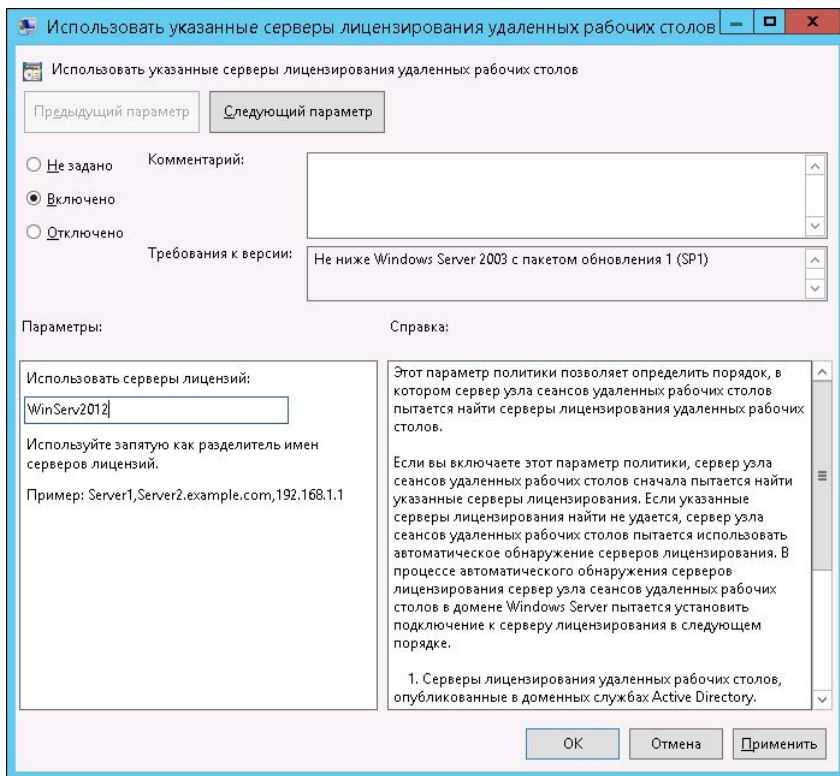 Использовать указанные серверы лицензирования удаленных рабочих столов
Использовать указанные серверы лицензирования удаленных рабочих столов
Предыдущий параметр
Следующий параметр
Не задано
Комментарий:
Включено
Отключено
Требования к версии:
Не ниже Windows Server 2003 с пакетом обновления 1 (SP1)
Параметры:
Справка:
Использовать серверы лицензий:
WinServ2012
Используйте запятую как разделитель имен
серверов лицензий.
Пример: Server1,Server2.example.com,192.168.1.1
Этот параметр политики позволяет определить порядок, в
котором сервер узла сеансов удаленных рабочих столов
пытается найти серверы лицензирования удаленных рабочих
столов.
Если вы включаете этот параметр политики, сервер узла
сеансов удаленных рабочих столов сначала пытается найти
указанные серверы лицензирования. Если указанные
серверы лицензирования найти не удается, сервер узла
сеансов удаленных рабочих столов пытается использовать
автоматическое обнаружение серверов лицензирования. В
процессе автоматического обнаружения серверов
лицензирования сервер узла сеансов удаленных рабочих
столов в домене Windows Server пытается установить
подключение к серверу лицензирования в следующем
порядке.
1. Серверы лицензирования удаленных рабочих столов,
опубликованные в доменных службах Active Directory.
ОК
Отмена
Применить